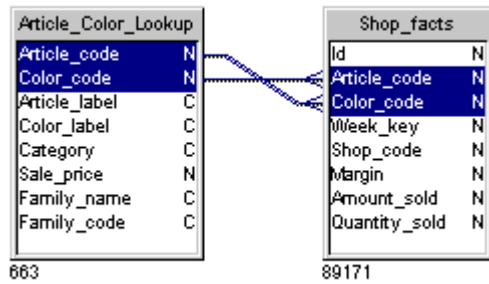 Article_Color_Lookup
Article_code N
Color_code N
Article_label C
Color_label C
Category C
Sale_price N
Family_name C
Family_code C
663
Shop_facts
Id N
Article_code N
Color_code N
Week_key N
Shop_code N
Margin N
Amount_sold N
Quantity_sold N
89171